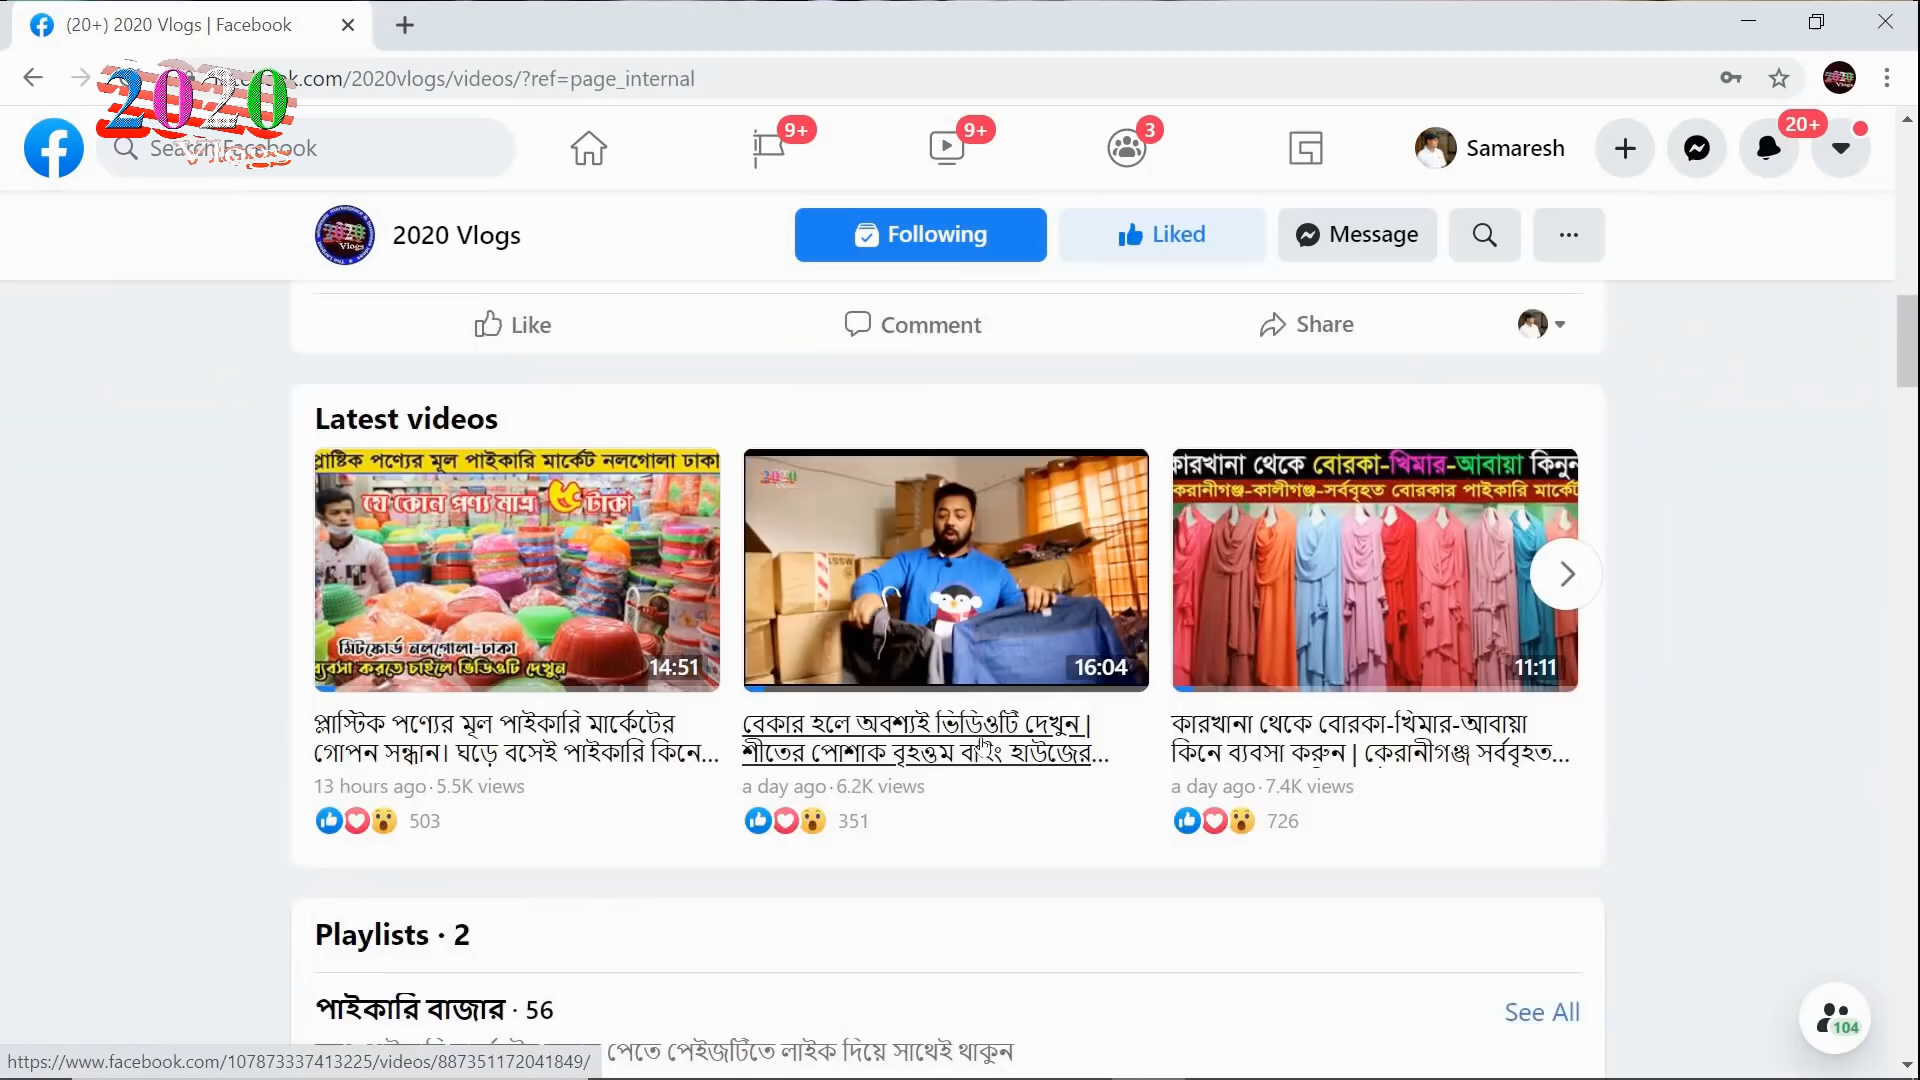 (20+) 2020 Vlogs | Facebook
.com/2020vlogs/videos/?ref=page_internal
2020
Vlogs
Search Facebook
9+
9+
3
Samaresh
20+
2020 Vlogs
Following
Liked
Message
Like
Comment
Share
Latest videos
প্লাষ্টিক পণ্যের মূল পাইকারি মার্কেট নলগোলা ঢাকা
যে কোন পণ্য মাত্র ৫ টাকা
মিটফোর্ড নলগোলা-ঢাকা
ব্যবসা করতে চাইলে ভিডিওটি দেখুন
14:51
2020
16:04
কারখানা থেকে বোরকা-খিমার-আবায়া কিনুন
কেরানীগঞ্জ-কালীগঞ্জ-সর্ববৃহত বোরকার পাইকারি মার্কেট
11:11
প্লাস্টিক পণ্যের মূল পাইকারি মার্কেটের
গোপন সন্ধান। ঘড়ে বসেই পাইকারি কিনে...
13 hours ago · 5.5K views
503
বেকার হলে অবশ্যই ভিডিওটি দেখুন |
শীতের পোশাক বৃহত্তম বায়িং হাউজের...
a day ago · 6.2K views
351
কারখানা থেকে বোরকা-খিমার-আবায়া
কিনে ব্যবসা করুন | কেরানীগঞ্জ সর্ববৃহত...
a day ago · 7.4K views
726
Playlists · 2
পাইকারি বাজার · 56
See All
পেতে পেইজটিতে লাইক দিয়ে সাথেই থাকুন
104
https://www.facebook.com/107873337413225/videos/887351172041849/